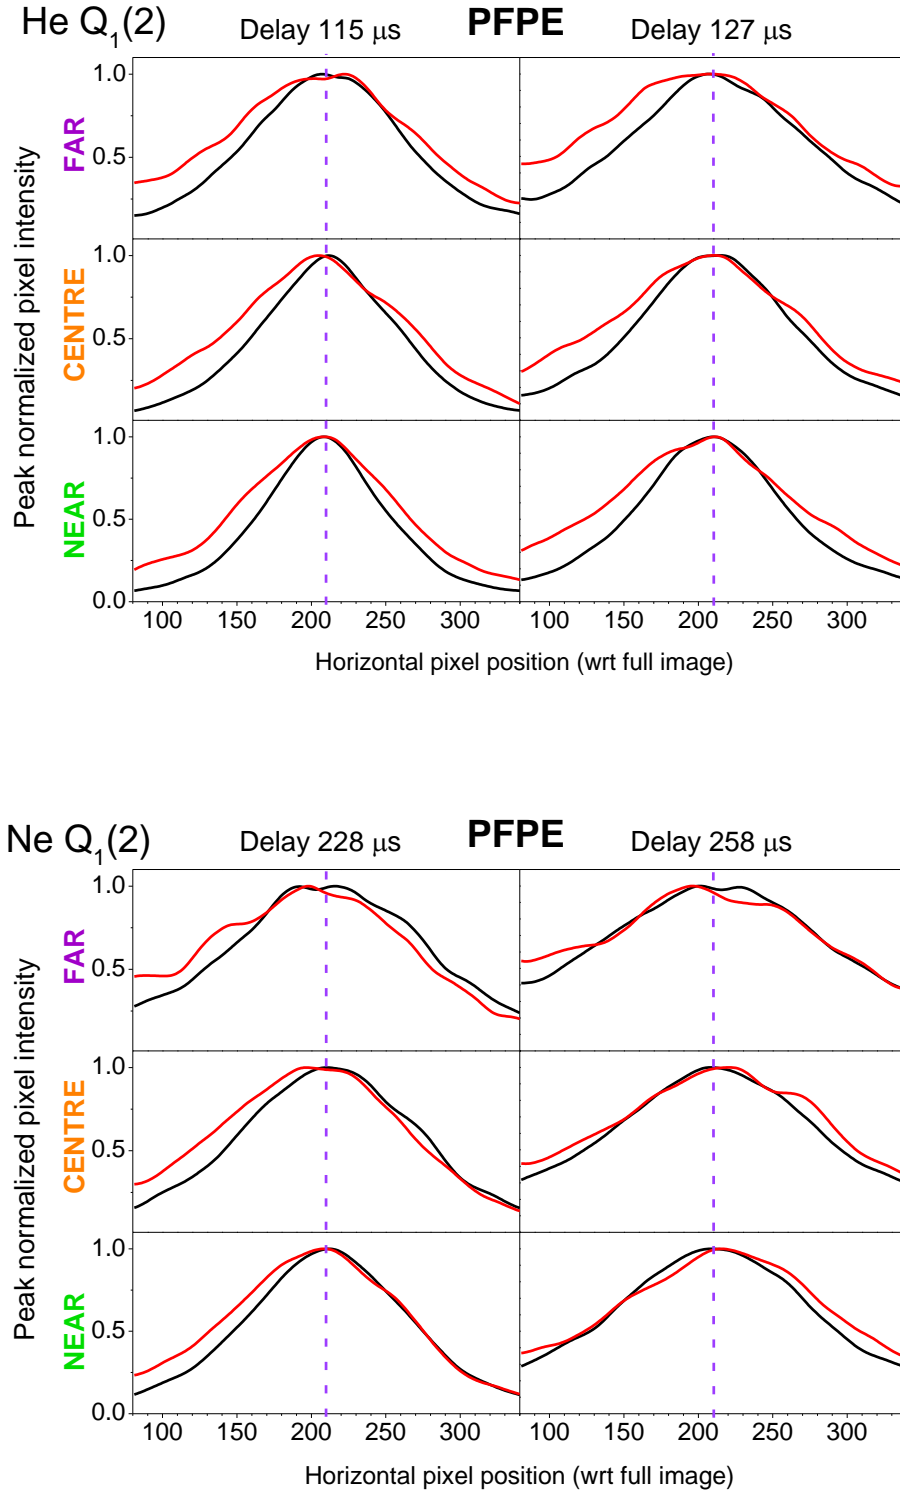 He Q1(2) Delay 115 μs PFPE Delay 127 μs
Peak normalized pixel intensity
FAR
1.0
0.5
CENTRE
1.0
0.5
NEAR
1.0
0.5
0.0
100 150 200 250 300 100 150 200 250 300
Horizontal pixel position (wrt full image)
Ne Q1(2) Delay 228 μs PFPE Delay 258 μs
Peak normalized pixel intensity
FAR
1.0
0.5
CENTRE
1.0
0.5
NEAR
1.0
0.5
0.0
100 150 200 250 300 100 150 200 250 300
Horizontal pixel position (wrt full image)